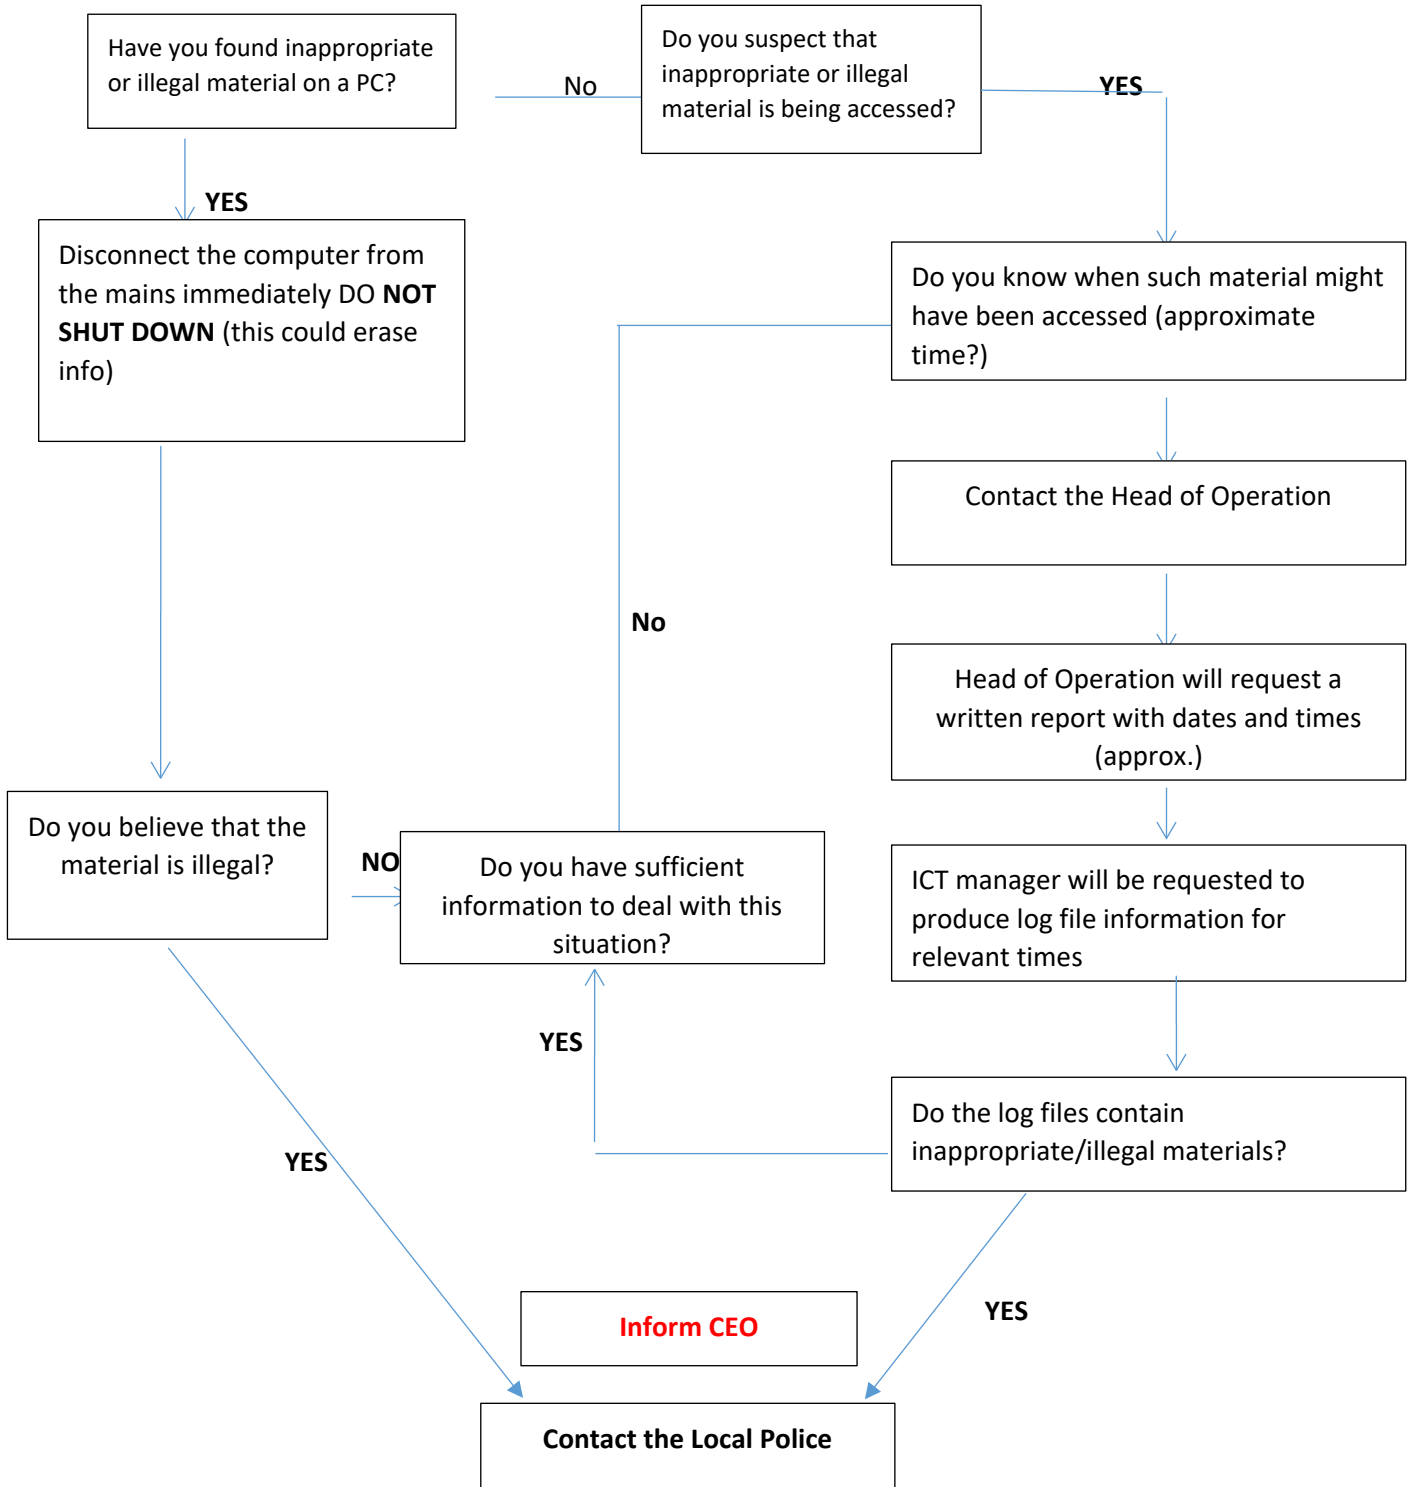 Have you found inappropriate
or illegal material on a PC?
No
Do you suspect that
inappropriate or illegal
material is being accessed?
YES
YES
Disconnect the computer from
the mains immediately DO NOT
SHUT DOWN (this could erase
info)
Do you know when such material might
have been accessed (approximate
time?)
Contact the Head of Operation
No
Head of Operation will request a
written report with dates and times
(approx.)
Do you believe that the
material is illegal?
NO
Do you have sufficient
information to deal with this
situation?
ICT manager will be requested to
produce log file information for
relevant times
YES
Do the log files contain
inappropriate/illegal materials?
YES
YES
Inform CEO
Contact the Local Police